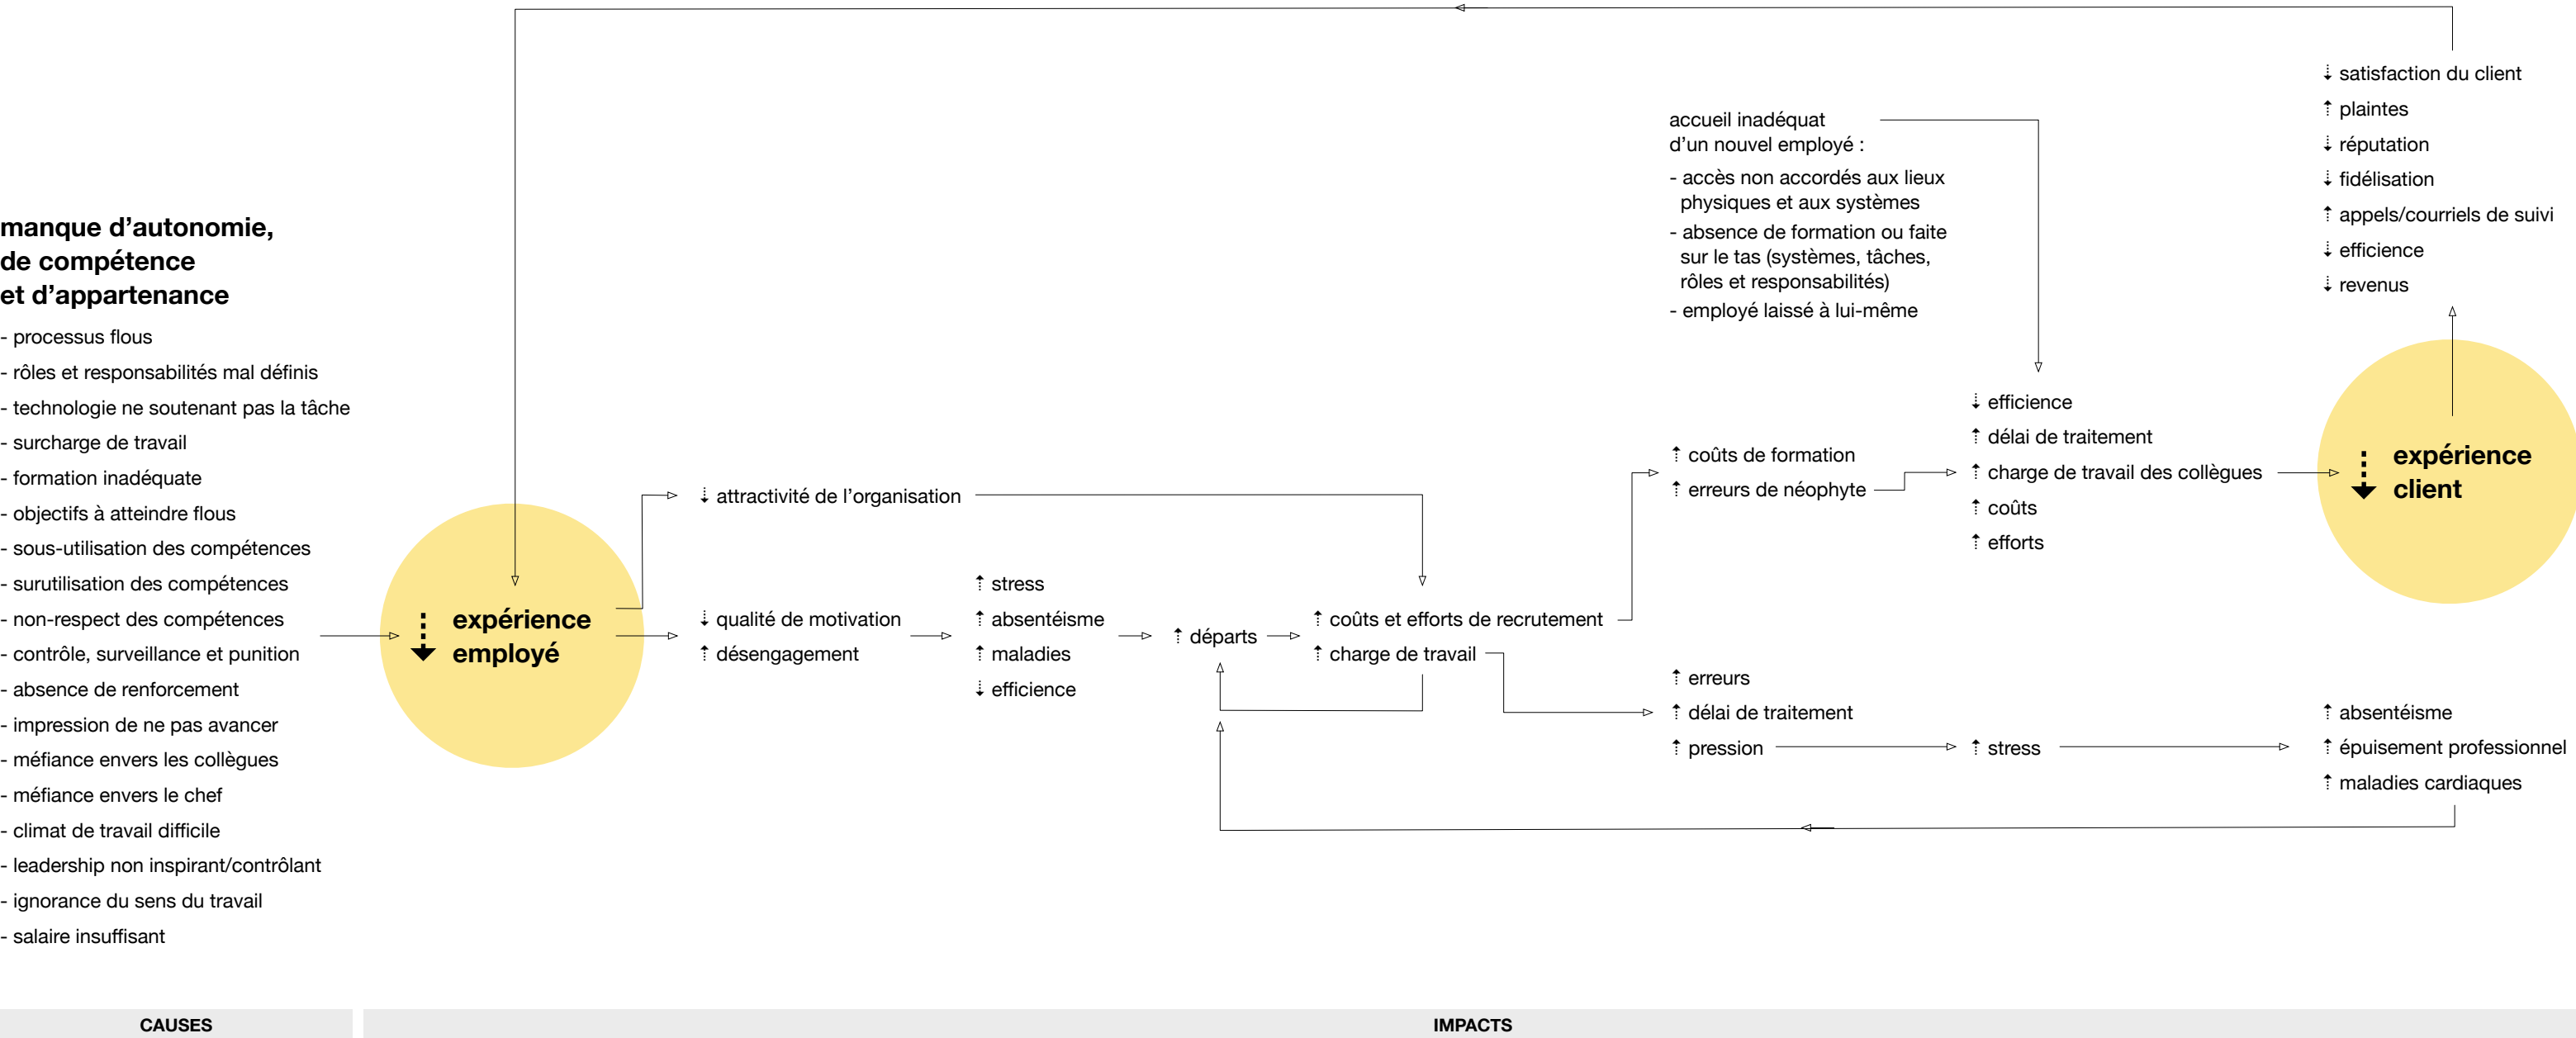 manque d’autonomie,
de compétence
et d’appartenance
- processus flous
- rôles et responsabilités mal définis
- technologie ne soutenant pas la tâche
- surcharge de travail
- formation inadéquate
- objectifs à atteindre flous
- sous-utilisation des compétences
- surutilisation des compétences
- non-respect des compétences
- contrôle, surveillance et punition
- absence de renforcement
- impression de ne pas avancer
- méfiance envers les collègues
- méfiance envers le chef
- climat de travail difficile
- leadership non inspirant/contrôlant
- ignorance du sens du travail
- salaire insuffisant
expérience
employé
attractivité de l’organisation
qualité de motivation
désengagement
stress
absentéisme
maladies
efficience
départs
coûts et efforts de recrutement
charge de travail
accueil inadéquat
d’un nouvel employé :
- accès non accordés aux lieux
physiques et aux systèmes
- absence de formation ou faite
sur le tas (systèmes, tâches,
rôles et responsabilités)
- employé laissé à lui-même
coûts de formation
erreurs de néophyte
erreurs
délai de traitement
pression
efficience
délai de traitement
charge de travail des collègues
coûts
efforts
stress
satisfaction du client
plaintes
réputation
fidélisation
appels/courriels de suivi
efficience
revenus
expérience
client
absentéisme
épuisement professionnel
maladies cardiaques
CAUSES
IMPACTS